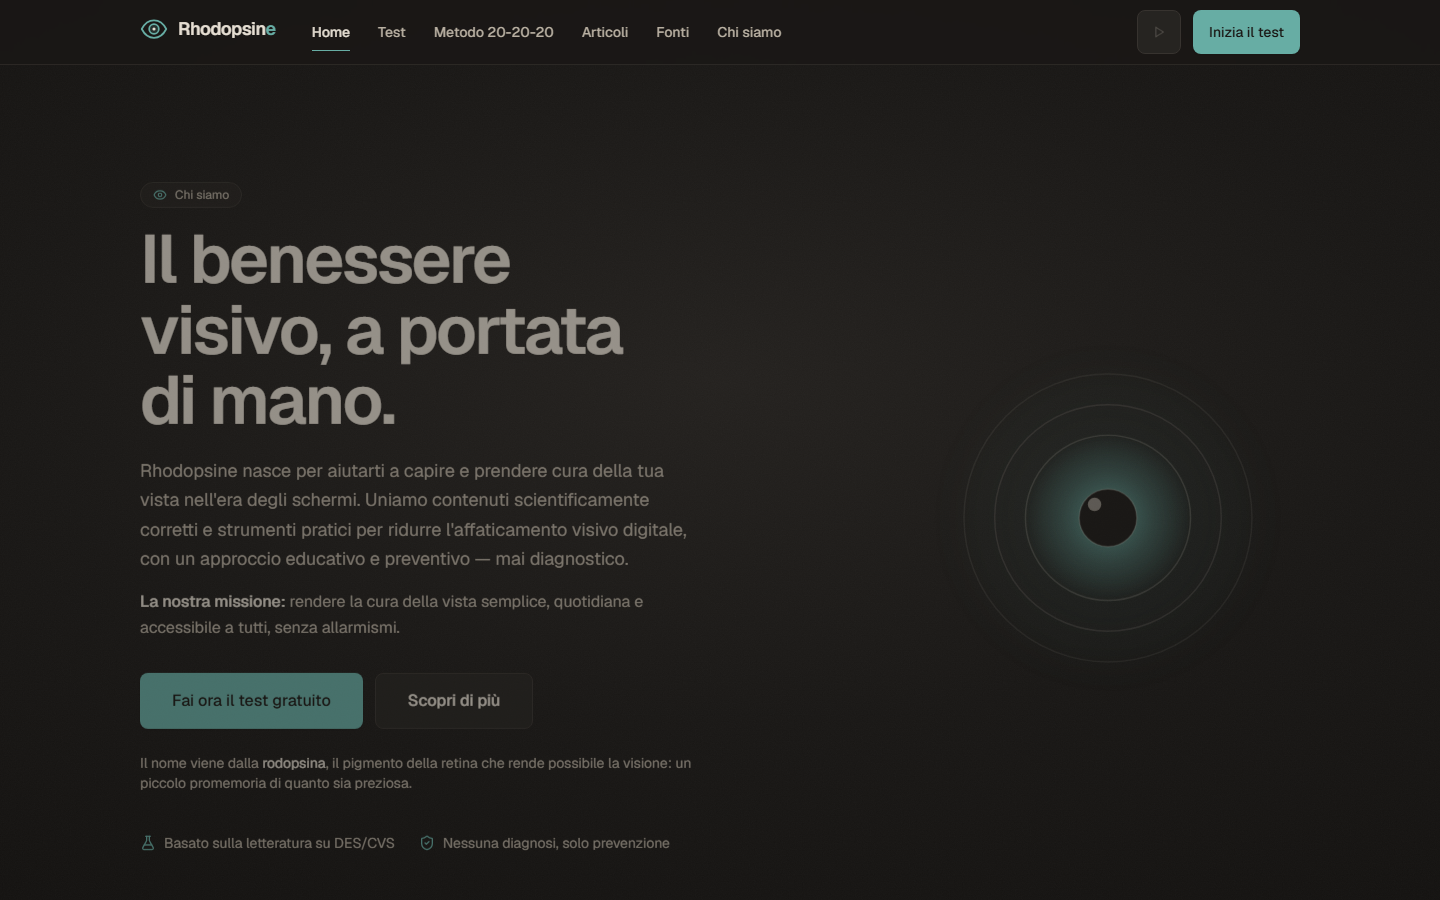 Rhodopsine
Home
Test
Metodo 20-20-20
Articoli
Fonti
Chi siamo
Inizia il test
Chi siamo
Il benessere
visivo, a portata
di mano.
Rhodopsine nasce per aiutarti a capire e prendere cura della tua
vista nell'era degli schermi. Uniamo contenuti scientificamente
corretti e strumenti pratici per ridurre l'affaticamento visivo digitale,
con un approccio educativo e preventivo — mai diagnostico.
La nostra missione: rendere la cura della vista semplice, quotidiana e
accessibile a tutti, senza allarmismi.
Fai ora il test gratuito
Scopri di più
Il nome viene dalla rodopsina, il pigmento della retina che rende possibile la visione: un
piccolo promemoria di quanto sia preziosa.
Basato sulla letteratura su DES/CVS
Nessuna diagnosi, solo prevenzione